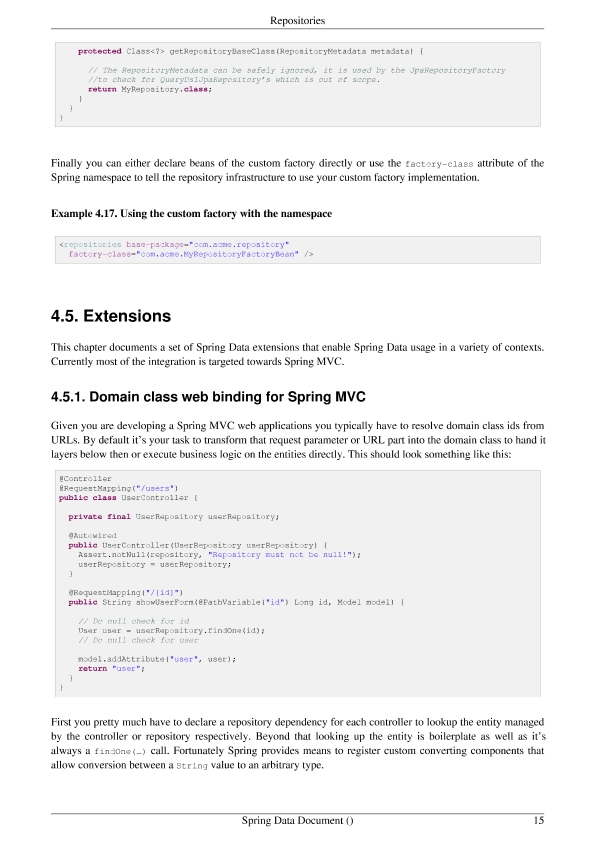 Repositories
protected Class<?> getRepositoryBaseClass(RepositoryMetadata metadata) {
// The RepositoryMetadata can be safely ignored, it is used by the JpaRepositoryFactory
//to check for QueryDslJpaRepository's which is out of scope.
return MyRepository.class;
}
}
}
Finally you can either declare beans of the custom factory directly or use the factory-class attribute of the
Spring namespace to tell the repository infrastructure to use your custom factory implementation.
Example 4.17. Using the custom factory with the namespace
<repositories base-package="com.acme.repository"
factory-class="com.acme.MyRepositoryFactoryBean" />
4.5. Extensions
This chapter documents a set of Spring Data extensions that enable Spring Data usage in a variety of contexts.
Currently most of the integration is targeted towards Spring MVC.
4.5.1. Domain class web binding for Spring MVC
Given you are developing a Spring MVC web applications you typically have to resolve domain class ids from
URLs. By default it's your task to transform that request parameter or URL part into the domain class to hand it
layers below then or execute business logic on the entities directly. This should look something like this:
@Controller
@RequestMapping("/users")
public class UserController {
private final UserRepository userRepository;
@Autowired
public UserController(UserRepository userRepository) {
Assert.notNull(repository, "Repository must not be null!");
userRepository = userRepository;
}
@RequestMapping("/{id}")
public String showUserForm(@PathVariable("id") Long id, Model model) {
// Do null check for id
User user = userRepository.findOne(id);
// Do null check for user
model.addAttribute("user", user);
return "user";
}
}
First you pretty much have to declare a repository dependency for each controller to lookup the entity managed
by the controller or repository respectively. Beyond that looking up the entity is boilerplate as well as it's
always a findOne(…) call. Fortunately Spring provides means to register custom converting components that
allow conversion between a String value to an arbitrary type.
Spring Data Document () 15